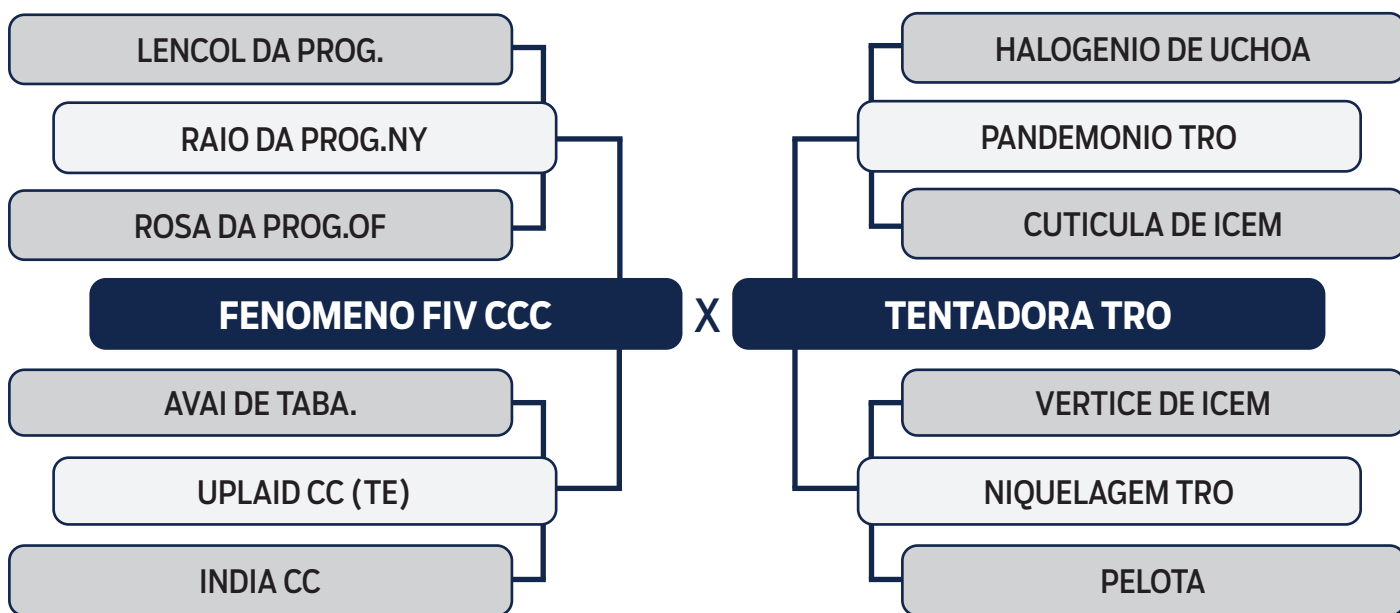 LENCOL DA PROG.
RAIO DA PROG.NY
ROSA DA PROG.OF
FENOMENO FIV CCC
AVAI DE TABA.
UPLAID CC (TE)
INDIA CC
X
HALOGENIO DE UCHOA
PANDEMONIO TRO
CUTICULA DE ICEM
TENTADORA TRO
VERTICE DE ICEM
NIQUELAGEM TRO
PELOTA